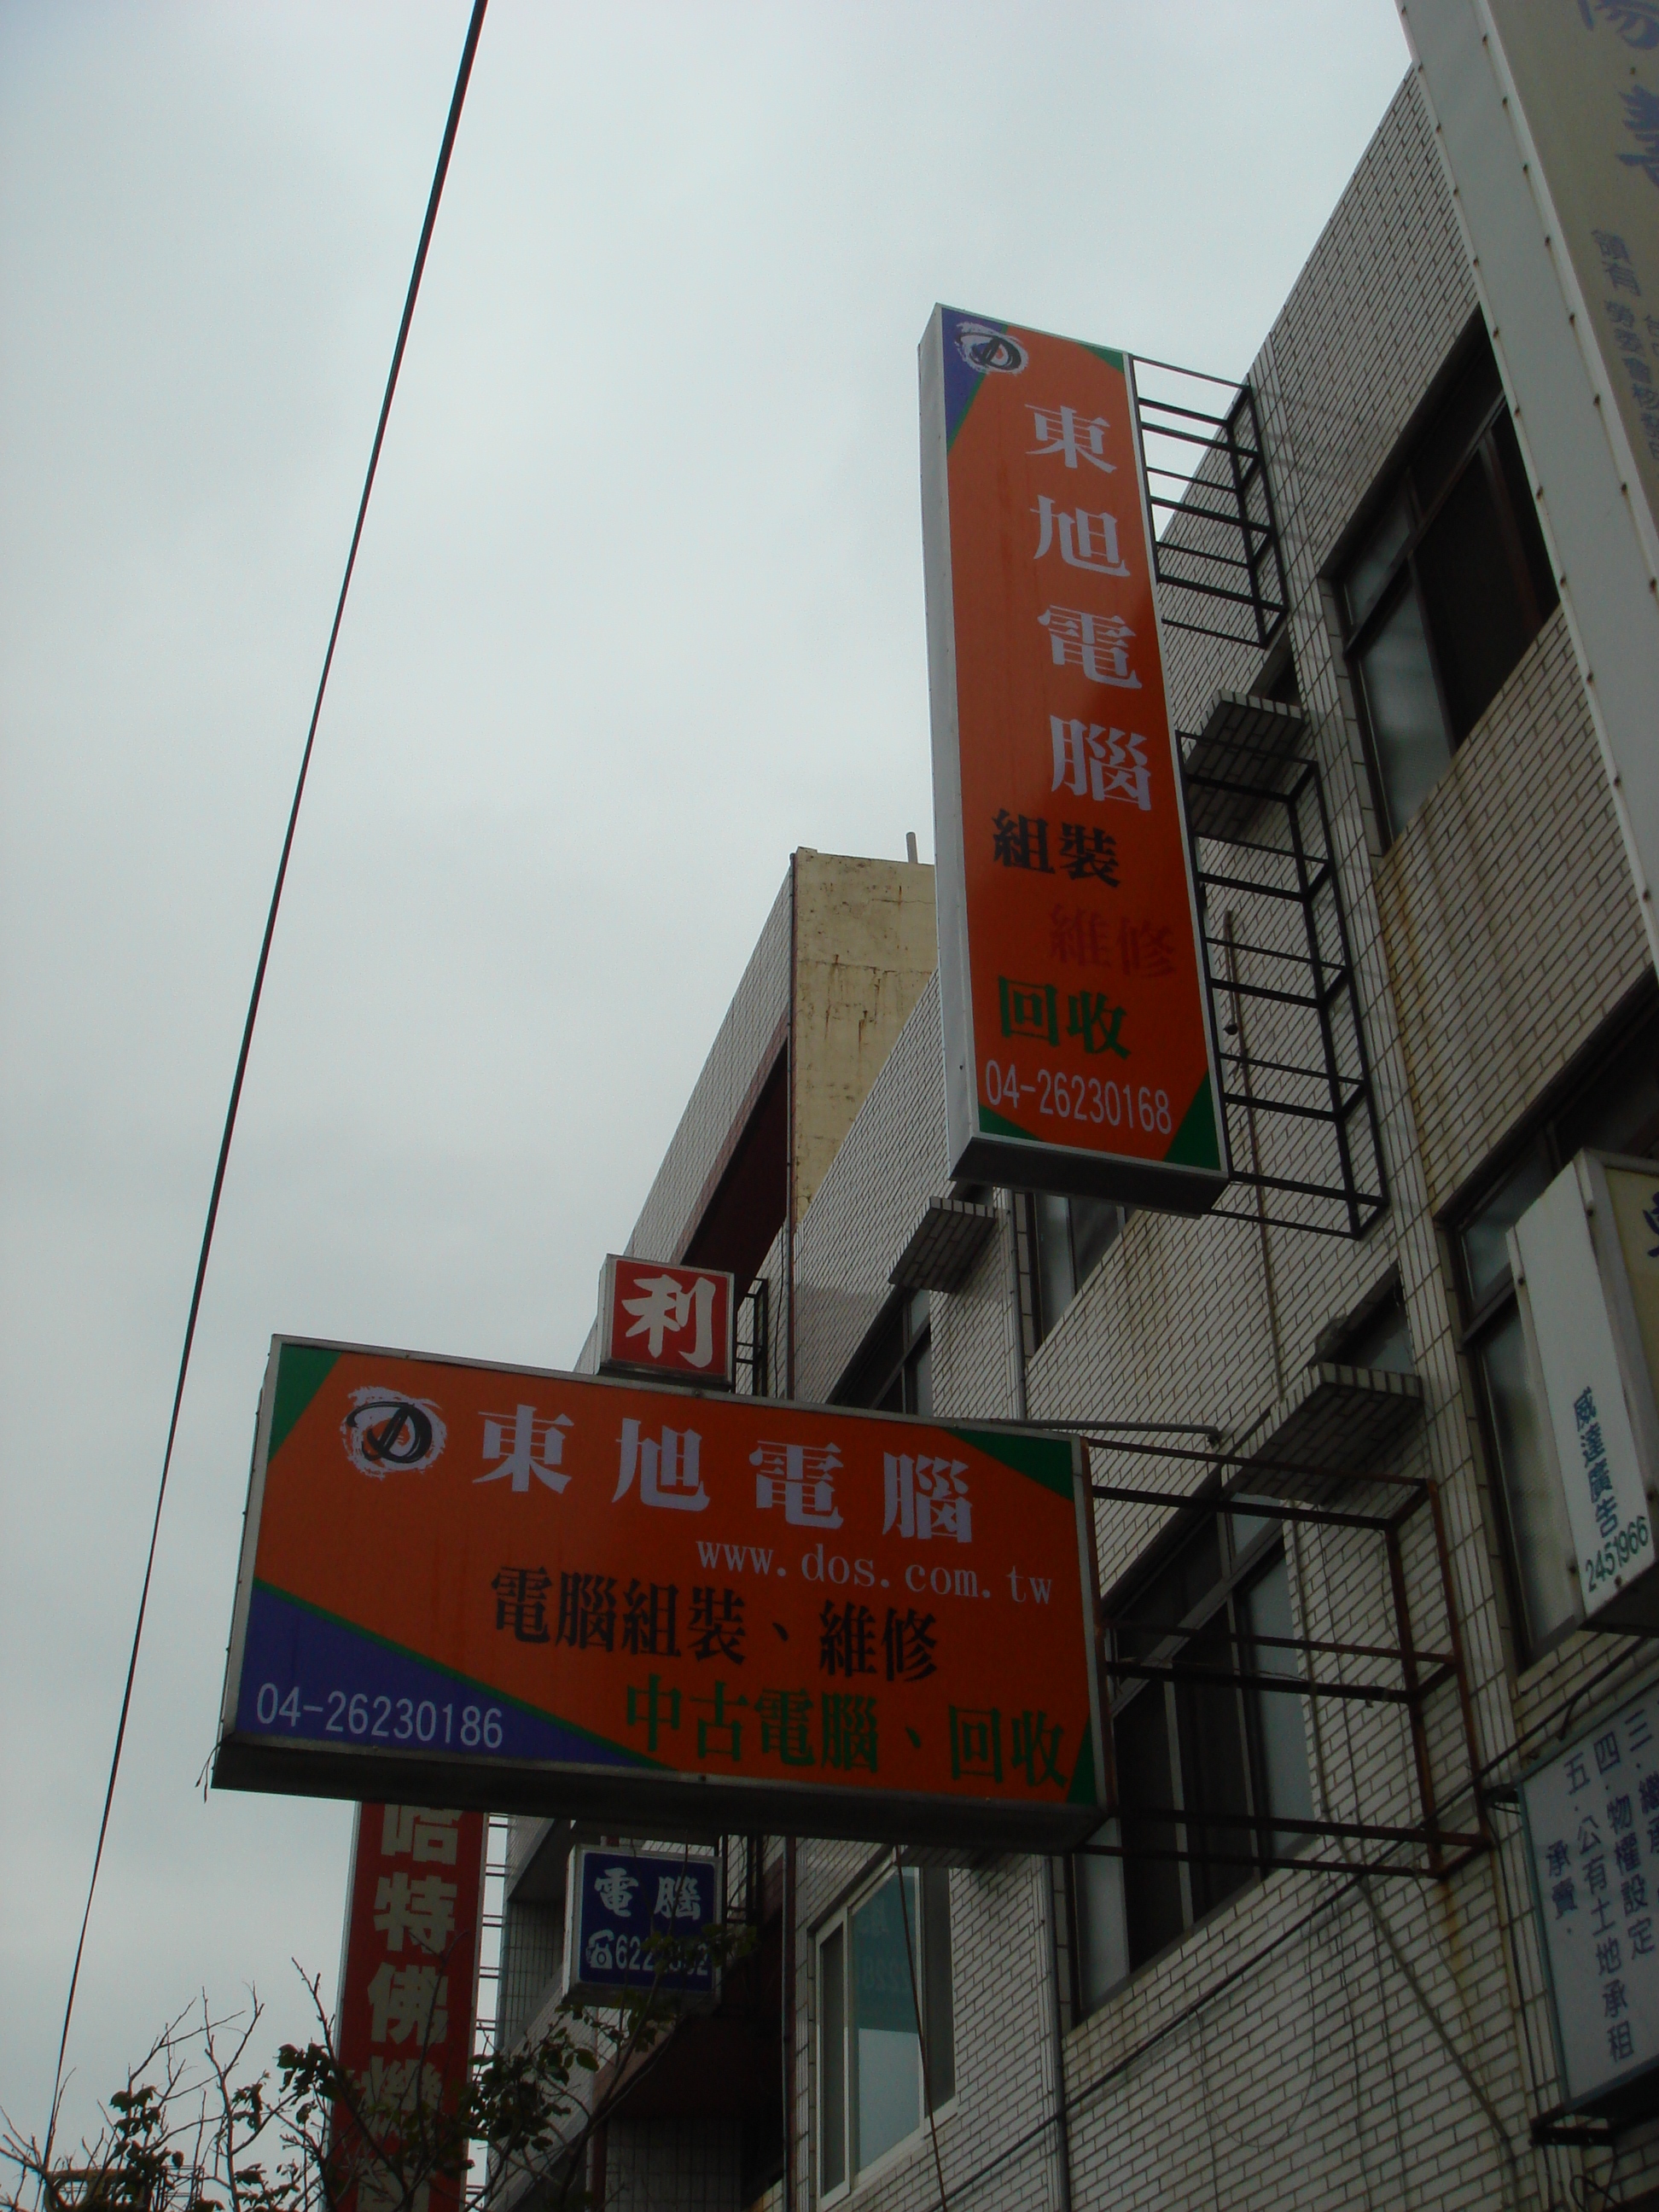 東旭電腦
組裝
維修
回收
04-26230168
利
東旭電腦
www.dos.com.tw
電腦組裝、維修
中古電腦、回收
04-26230186
哈特佛機
電腦
威達廣告
2451966
四.物權設定
五.公有土地承租
承賣.